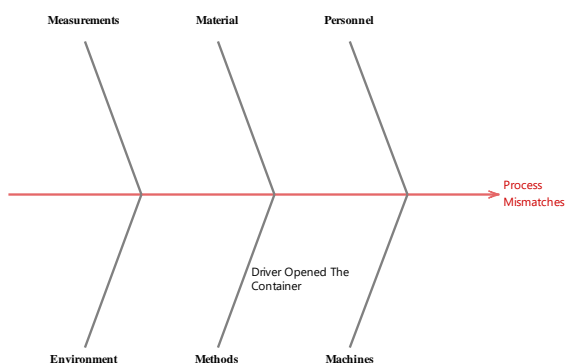 Measurements
Material
Personnel
Process
Mismatches
Driver Opened The
Container
Environment
Methods
Machines